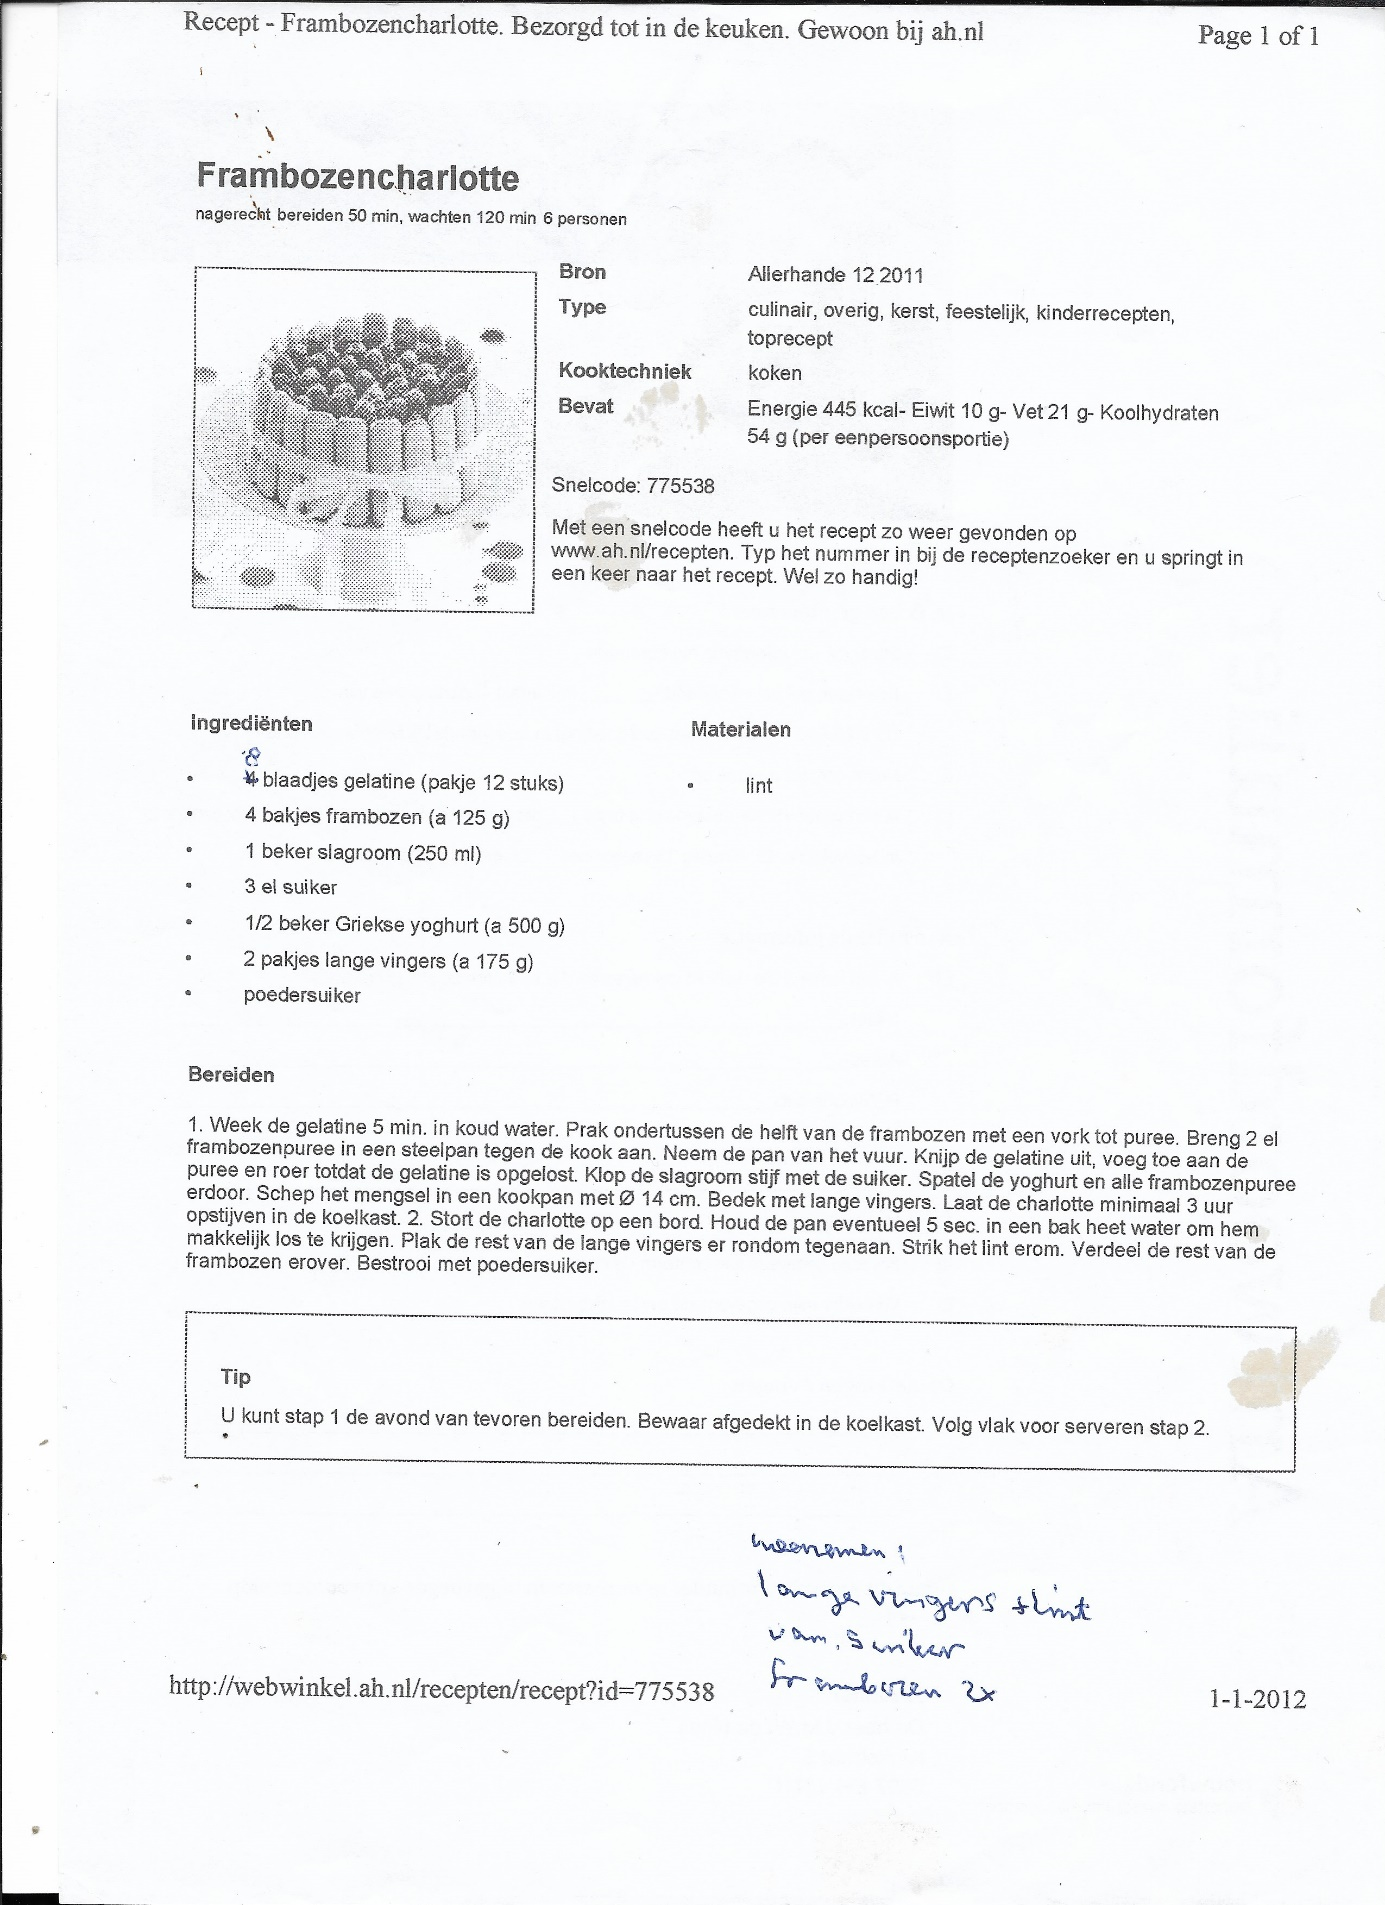 Recept - Frambozencharlotte. Bezorgd tot in de keuken. Gewoon bij ah.nl
Page 1 of 1
Frambozencharlotte
nagerecht bereiden 50 min, wachten 120 min 6 personen
Bron Allerhande 12 2011
Type culinair, overig, kerst, feestelijk, kinderrecepten,
toprecept
Kooktechniek koken
Bevat Energie 445 kcal- Eiwit 10 g- Vet 21 g- Koolhydraten
54 g (per eenpersoonsportie)
Snelcode: 775538
Met een snelcode heeft u het recept zo weer gevonden op
www.ah.nl/recepten. Typ het nummer in bij de receptenzoeker en u springt in
een keer naar het recept. Wel zo handig!
Ingrediënten
8
• 4 blaadjes gelatine (pakje 12 stuks)
• 4 bakjes frambozen (a 125 g)
• 1 beker slagroom (250 ml)
• 3 el suiker
• 1/2 beker Griekse yoghurt (a 500 g)
• 2 pakjes lange vingers (a 175 g)
• poedersuiker
Materialen
• lint
Bereiden
1. Week de gelatine 5 min. in koud water. Prak ondertussen de helft van de frambozen met een vork tot puree. Breng 2 el
frambozenpuree in een steelpan tegen de kook aan. Neem de pan van het vuur. Knijp de gelatine uit, voeg toe aan de
puree en roer totdat de gelatine is opgelost. Klop de slagroom stijf met de suiker. Spatel de yoghurt en alle frambozenpuree
erdoor. Schep het mengsel in een kookpan met Ø 14 cm. Bedek met lange vingers. Laat de charlotte minimaal 3 uur
opstijven in de koelkast. 2. Stort de charlotte op een bord. Houd de pan eventueel 5 sec. in een bak heet water om hem
makkelijk los te krijgen. Plak de rest van de lange vingers er rondom tegenaan. Strik het lint erom. Verdeel de rest van de
frambozen erover. Bestrooi met poedersuiker.
Tip
U kunt stap 1 de avond van tevoren bereiden. Bewaar afgedekt in de koelkast. Volg vlak voor serveren stap 2.
meenemen:
lange vingers + lint
van. suiker
frambozen 2x
http://webwinkel.ah.nl/recepten/recept?id=775538
1-1-2012